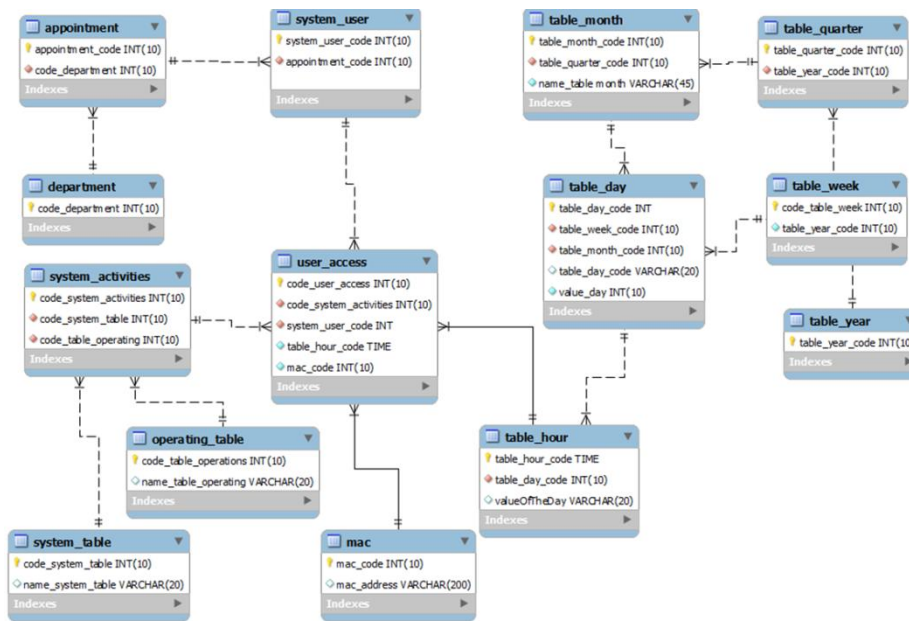 appointment
appointment_code INT(10)
code_department INT(10)
Indexes
system_user
system_user_code INT(10)
appointment_code INT(10)
Indexes
table_month
table_month_code INT(10)
table_quarter_code INT(10)
name_table month VARCHAR(45)
Indexes
table_quarter
table_quarter_code INT(10)
table_year_code INT(10)
Indexes
department
code_department INT(10)
Indexes
table_day
table_day_code INT
table_week_code INT(10)
table_month_code INT(10)
table_day_code VARCHAR(20)
value_day INT(10)
Indexes
table_week
code_table_week INT(10)
table_year_code INT(10)
Indexes
system_activities
code_system_activities INT(10)
code_system_table INT(10)
code_table_operating INT(10)
Indexes
user_access
code_user_access INT(10)
code_system_activities INT(10)
system_user_code INT
table_hour_code TIME
mac_code INT(10)
Indexes
table_year
table_year_code INT(10
Indexes
operating_table
code_table_operations INT(10)
name_table_operating VARCHAR(20)
Indexes
table_hour
table_hour_code TIME
table_day_code INT(10)
valueOfTheDay VARCHAR(20)
Indexes
system_table
code_system_table INT(10)
name_system_table VARCHAR(20)
Indexes
mac
mac_code INT(10)
mac_address VARCHAR(200)
Indexes